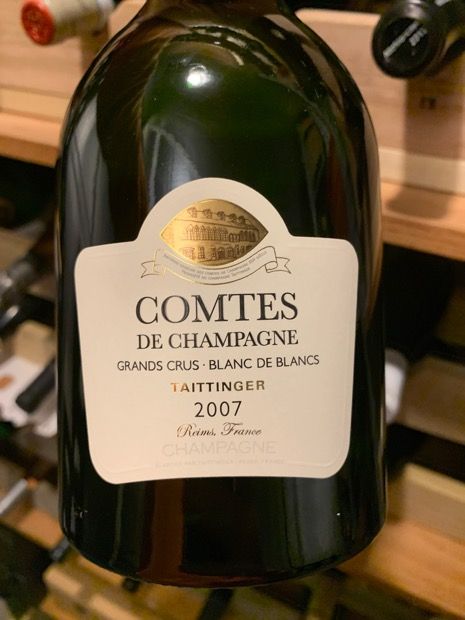 COMTES
DE CHAMPAGNE
GRANDS CRUS · BLANC DE BLANCS
TAITTINGER
2007
Reims, France
CHAMPAGNE